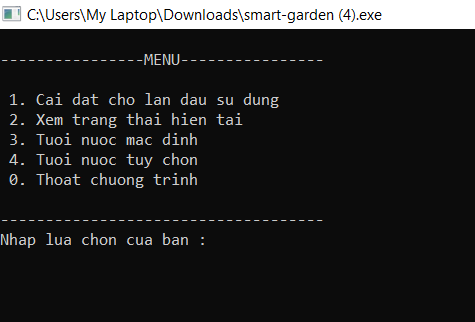 C:\Users\My Laptop\Downloads\smart-garden (4).exe
----------------MENU----------------
1. Cai dat cho lan dau su dung
2. Xem trang thai hien tai
3. Tuoi nuoc mac dinh
4. Tuoi nuoc tuy chon
0. Thoat chuong trinh
------------------------------------
Nhap lua chon cua ban :